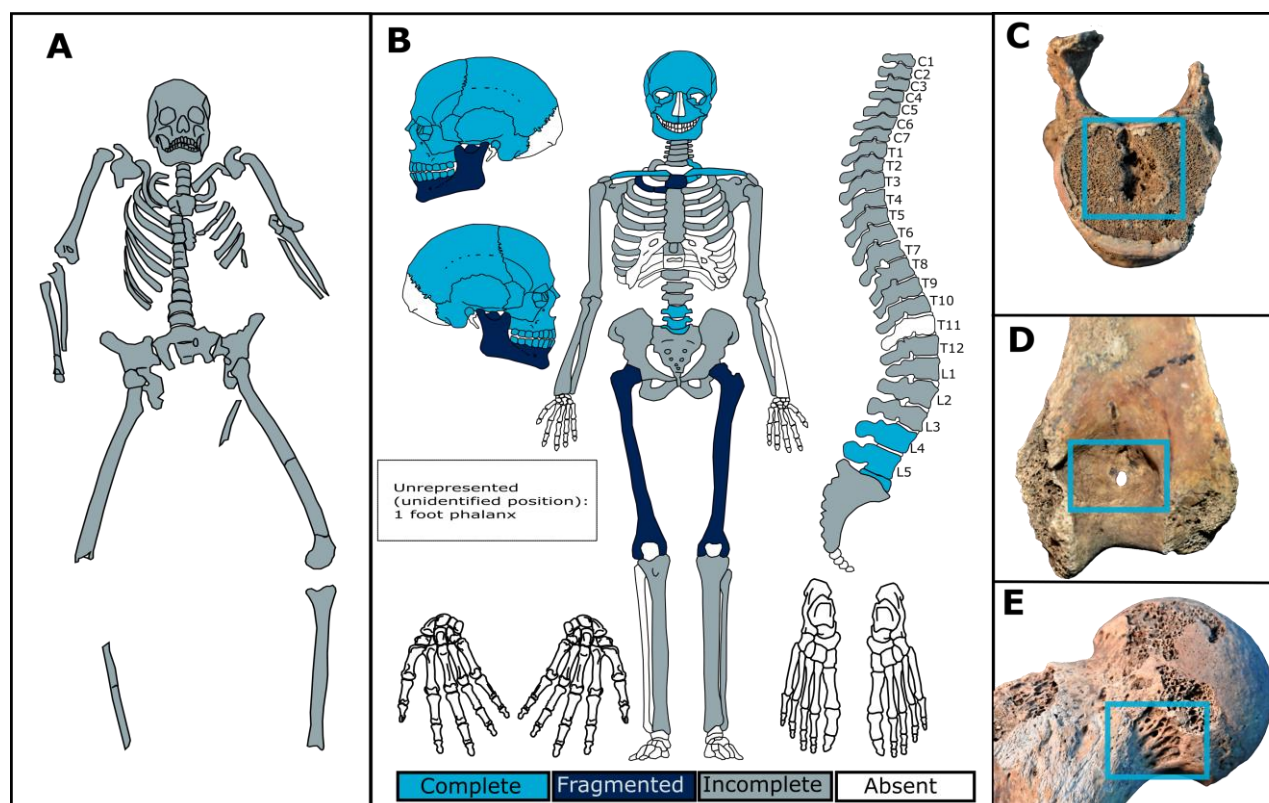 A
B
C1
C2
C3
C4
C5
C6
C7
T1
T2
T3
T4
T5
T6
T7
T8
T9
T10
T11
T12
L1
L2
L3
L4
L5
Unrepresented
(unidentified position):
1 foot phalanx
Complete
Fragmented
Incomplete
Absent
C
D
E